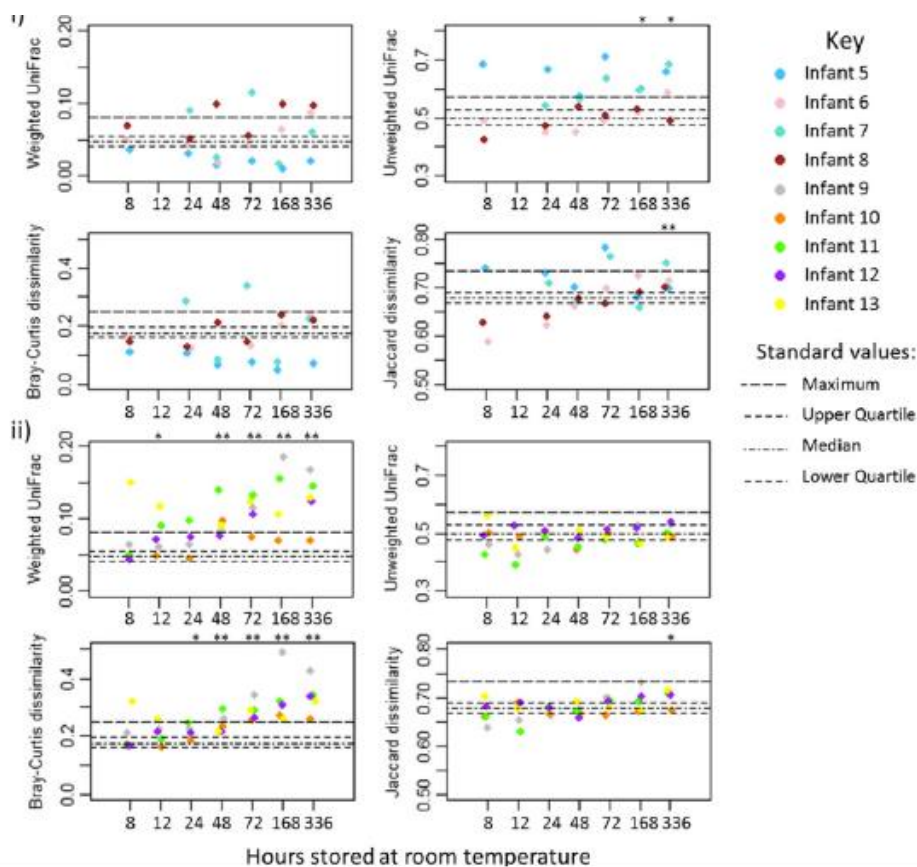 i)
Weighted UniFrac
0.20
0.10
0.00
8 12 24 48 72 168 336
* *
Unweighted UniFrac
0.7
0.5
0.3
8 12 24 48 72 168 336
Bray-Curtis dissimilarity
0.4
0.2
0.0
8 12 24 48 72 168 336
**
Jaccard dissimilarity
0.80
0.70
0.60
0.50
8 12 24 48 72 168 336
ii)
* ** ** ** **
Weighted UniFrac
0.20
0.10
0.00
8 12 24 48 72 168 336
Unweighted UniFrac
0.7
0.5
0.3
8 12 24 48 72 168 336
* ** ** ** **
Bray-Curtis dissimilarity
0.4
0.2
0.0
8 12 24 48 72 168 336
*
Jaccard dissimilarity
0.80
0.70
0.60
0.50
8 12 24 48 72 168 336
Hours stored at room temperature
Key
Infant 5
Infant 6
Infant 7
Infant 8
Infant 9
Infant 10
Infant 11
Infant 12
Infant 13
Standard values:
Maximum
Upper Quartile
Median
Lower Quartile